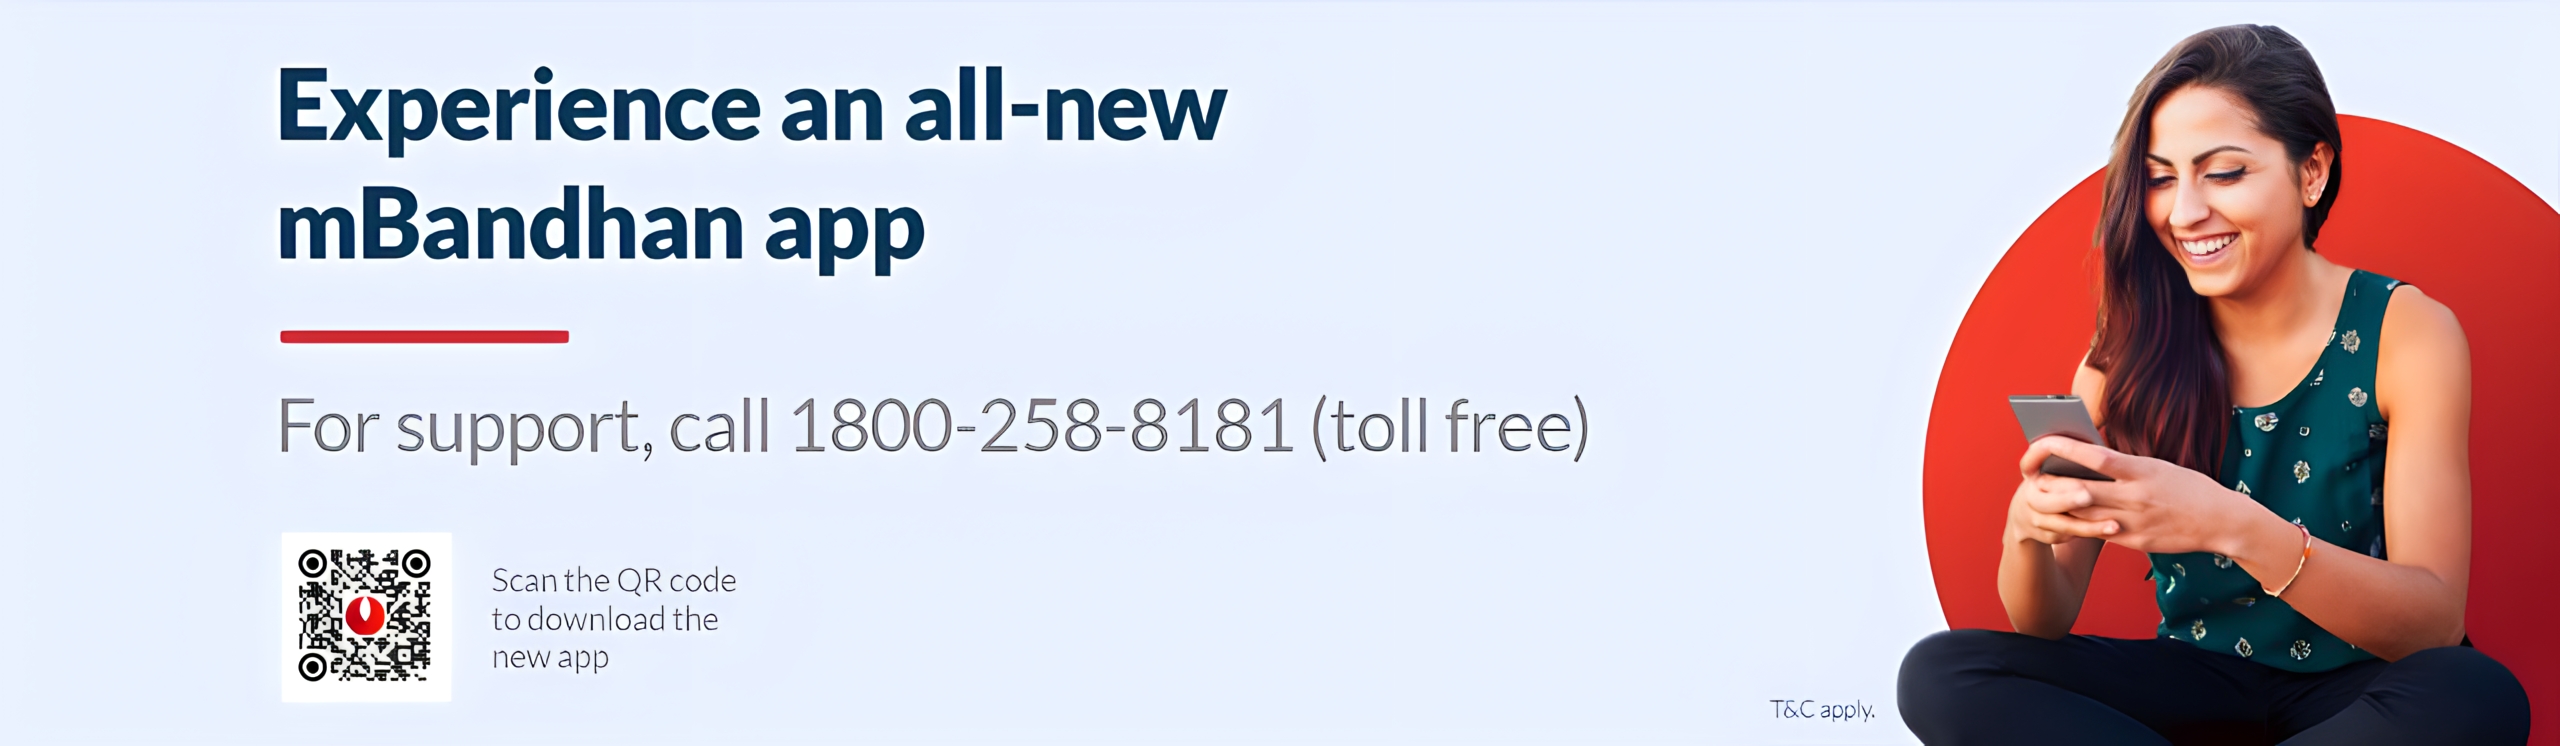 Experience an all-new
mBandhan app
For support, call 1800-258-8181 (toll free)
Scan the QR code
to download the
new app
T&C apply.